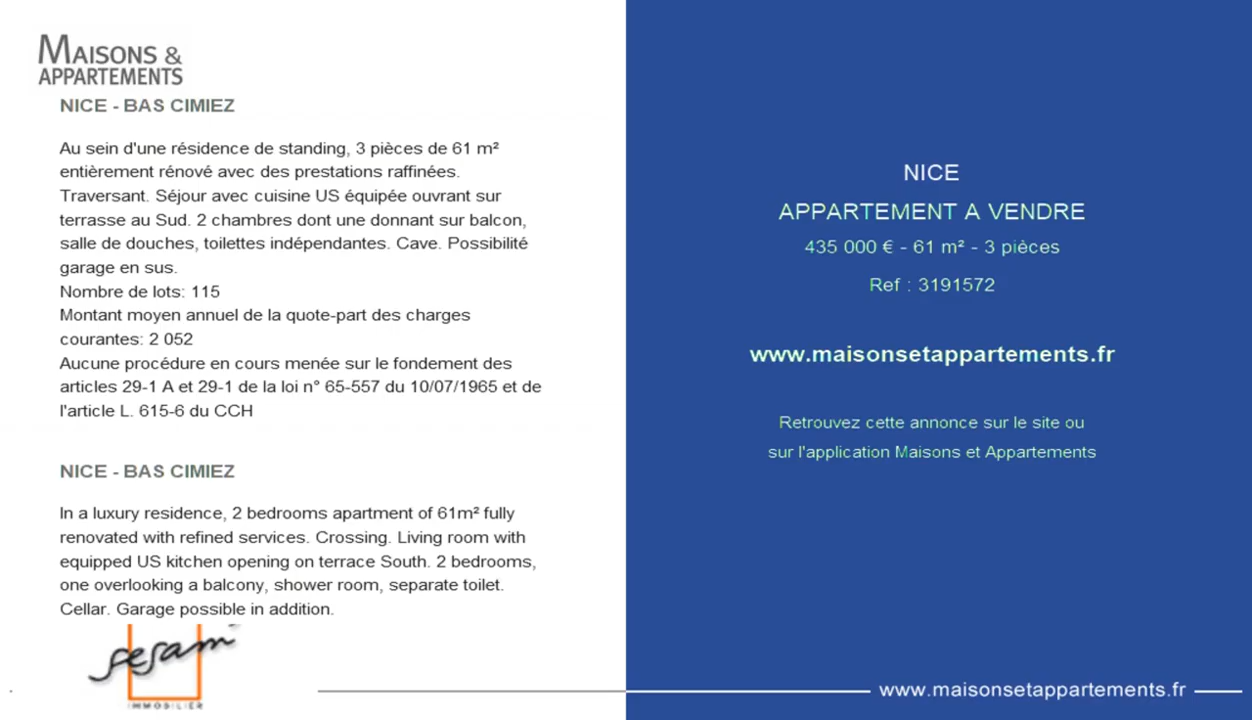 MAISONS &
APPARTEMENTS
NICE - BAS CIMIEZ
Au sein d'une résidence de standing, 3 pièces de 61 m²
entièrement rénové avec des prestations raffinées.
Traversant. Séjour avec cuisine US équipée ouvrant sur
terrasse au Sud. 2 chambres dont une donnant sur balcon,
salle de douches, toilettes indépendantes. Cave. Possibilité
garage en sus.
Nombre de lots: 115
Montant moyen annuel de la quote-part des charges
courantes: 2 052
Aucune procédure en cours menée sur le fondement des
articles 29-1 A et 29-1 de la loi n° 65-557 du 10/07/1965 et de
l'article L. 615-6 du CCH
NICE - BAS CIMIEZ
In a luxury residence, 2 bedrooms apartment of 61m² fully
renovated with refined services. Crossing. Living room with
equipped US kitchen opening on terrace South. 2 bedrooms,
one overlooking a balcony, shower room, separate toilet.
Cellar. Garage possible in addition.
sesam
IMMOBILIER
NICE
APPARTEMENT A VENDRE
435 000 € - 61 m² - 3 pièces
Ref : 3191572
www.maisonsetappartements.fr
Retrouvez cette annonce sur le site ou
sur l'application Maisons et Appartements
www.maisonsetappartements.fr